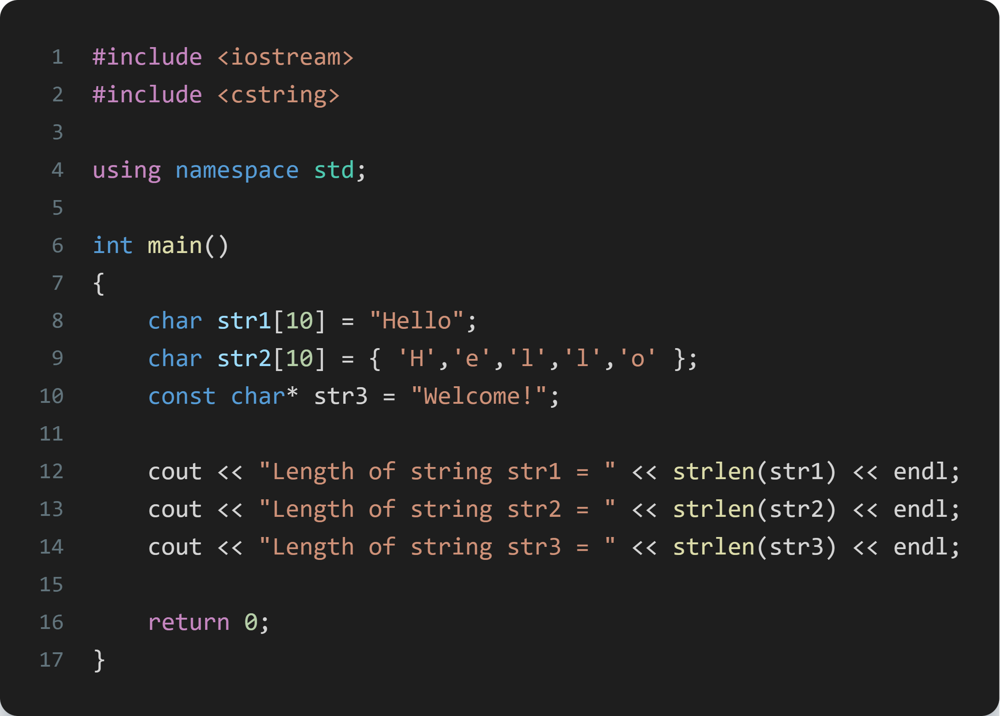 1 #include <iostream>
2 #include <cstring>
3
4 using namespace std;
5
6 int main()
7 {
8     char str1[10] = "Hello";
9     char str2[10] = { 'H','e','l','l','o' };
10     const char* str3 = "Welcome!";
11
12     cout << "Length of string str1 = " << strlen(str1) << endl;
13     cout << "Length of string str2 = " << strlen(str2) << endl;
14     cout << "Length of string str3 = " << strlen(str3) << endl;
15
16     return 0;
17 }